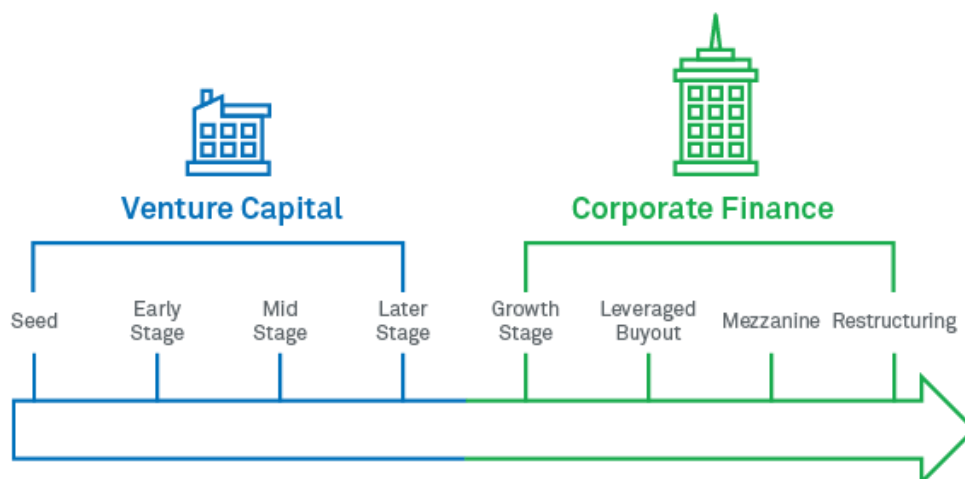 Venture Capital
Corporate Finance
Seed
Early
Stage
Mid
Stage
Later
Stage
Growth
Stage
Leveraged
Buyout
Mezzanine
Restructuring